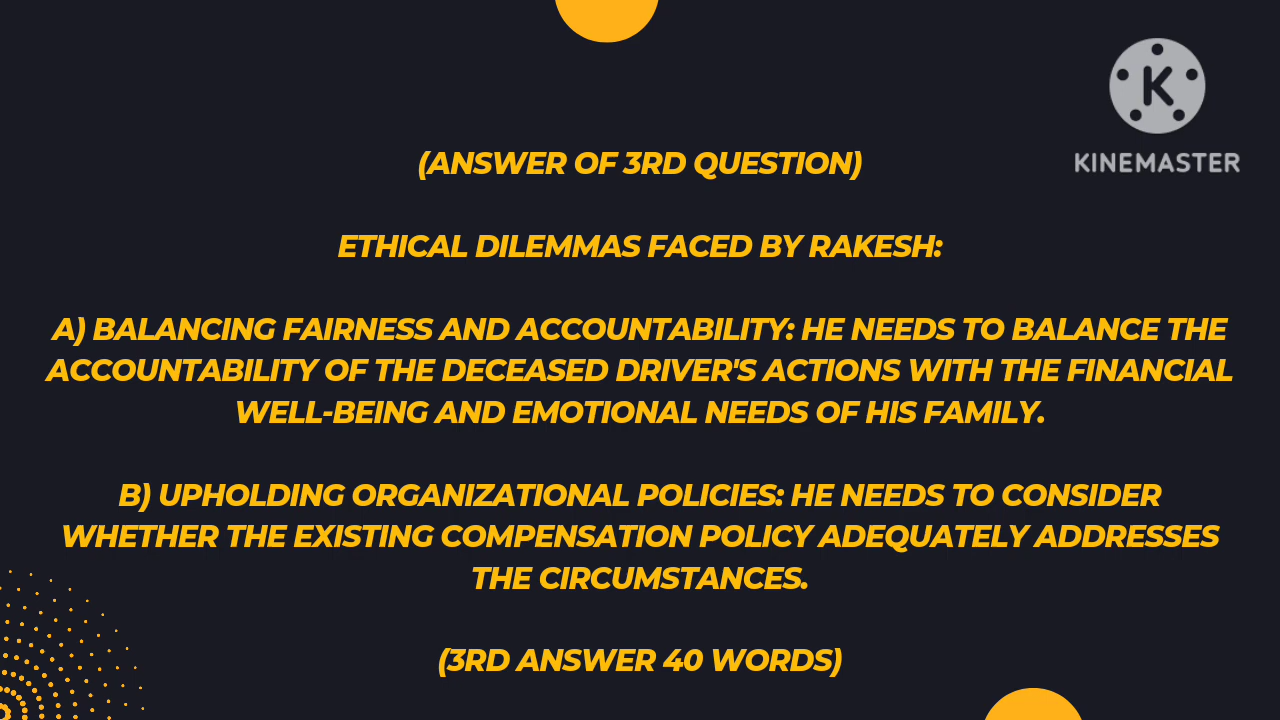 K
KINEMASTER
(ANSWER OF 3RD QUESTION)
ETHICAL DILEMMAS FACED BY RAKESH:
A) BALANCING FAIRNESS AND ACCOUNTABILITY: HE NEEDS TO BALANCE THE
ACCOUNTABILITY OF THE DECEASED DRIVER'S ACTIONS WITH THE FINANCIAL
WELL-BEING AND EMOTIONAL NEEDS OF HIS FAMILY.
B) UPHOLDING ORGANIZATIONAL POLICIES: HE NEEDS TO CONSIDER
WHETHER THE EXISTING COMPENSATION POLICY ADEQUATELY ADDRESSES
THE CIRCUMSTANCES.
(3RD ANSWER 40 WORDS)